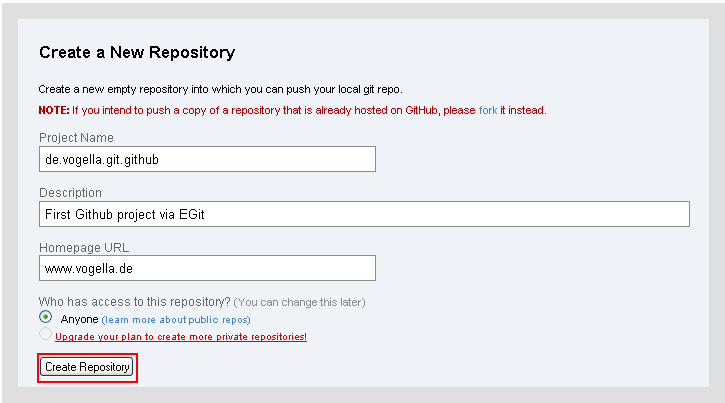 Create a New Repository
Create a new empty repository into which you can push your local git repo.
NOTE: If you intend to push a copy of a repository that is already hosted on GitHub, please fork it instead.
Project Name
de.vogella.git.github
Description
First Github project via EGit
Homepage URL
www.vogella.de
Who has access to this repository? (You can change this later)
Anyone (learn more about public repos)
Upgrade your plan to create more private repositories!
Create Repository